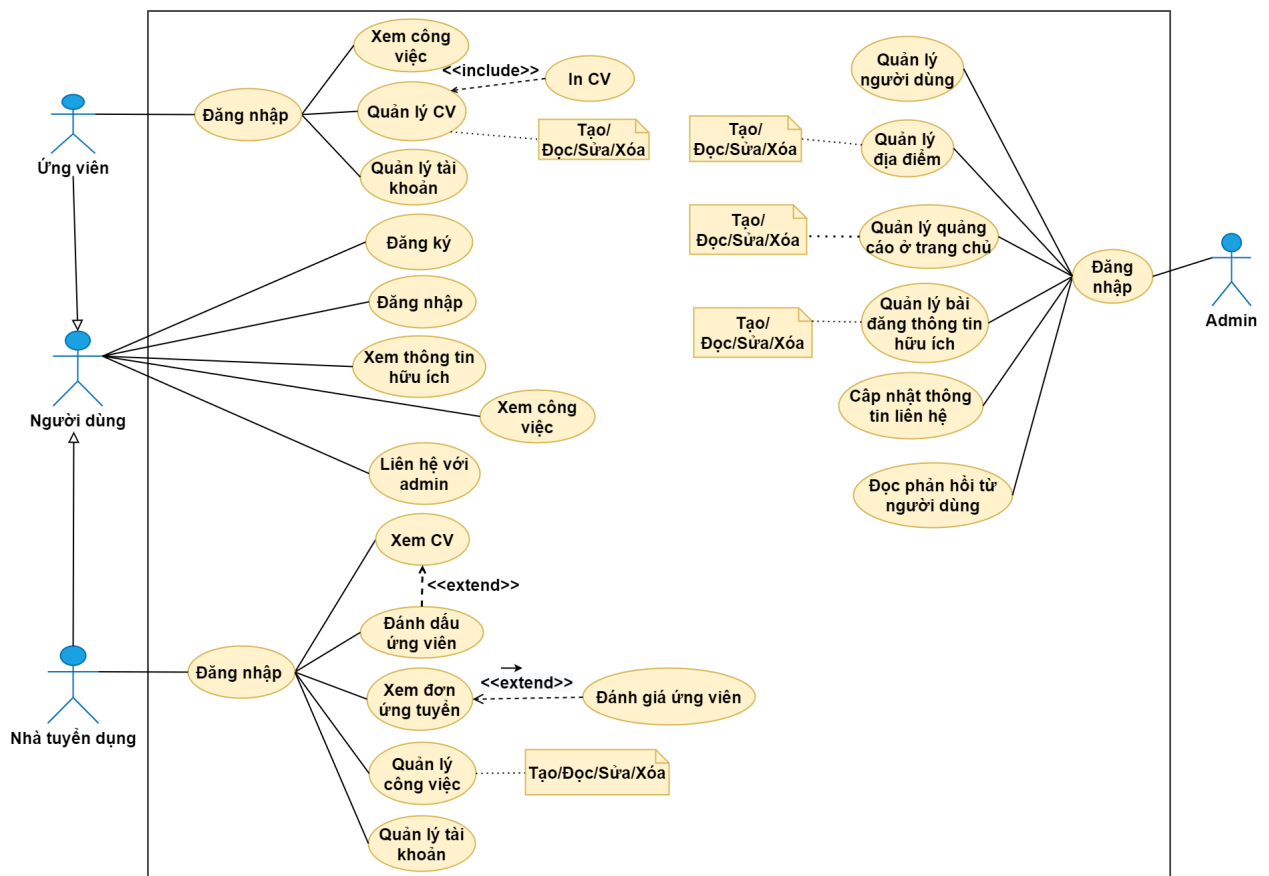 Xem công
việc
<<include>>
In CV
Đăng nhập
Quản lý CV
Tạo/
Đọc/Sửa/Xóa
Quản lý tài
khoản
Ứng viên
Đăng ký
Đăng nhập
Xem thông tin
hữu ích
Xem công
việc
Liên hệ với
admin
Người dùng
Xem CV
<<extend>>
Đánh dấu
ứng viên
Đăng nhập
Xem đơn
ứng tuyển
<<extend>>
Đánh giá ứng viên
Quản lý
công việc
Tạo/Đọc/Sửa/Xóa
Quản lý tài
khoản
Nhà tuyển dụng
Quản lý
người dùng
Tạo/
Đọc/Sửa/Xóa
Quản lý
địa điểm
Tạo/
Đọc/Sửa/Xóa
Quản lý quảng
cáo ở trang chủ
Tạo/
Đọc/Sửa/Xóa
Quản lý bài
đăng thông tin
hữu ích
Câp nhật thông
tin liên hệ
Đọc phản hồi từ
người dùng
Đăng
nhập
Admin